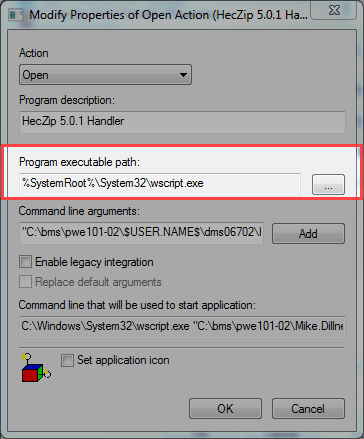 Modify Properties of Open Action (HecZip 5.0.1 Han...
Action
Open
Program description:
HecZip 5.0.1 Handler
Program executable path:
%SystemRoot%\System32\wscript.exe
...
Command line arguments:
"C:\bms\pwe101-02\$USER.NAME$\dms06702\
Add
Enable legacy integration
Replace default arguments
Command line that will be used to start application:
C:\Windows\System32\wscript.exe "C:\bms\pwe101-02\Mike.Dillne
Set application icon
OK
Cancel